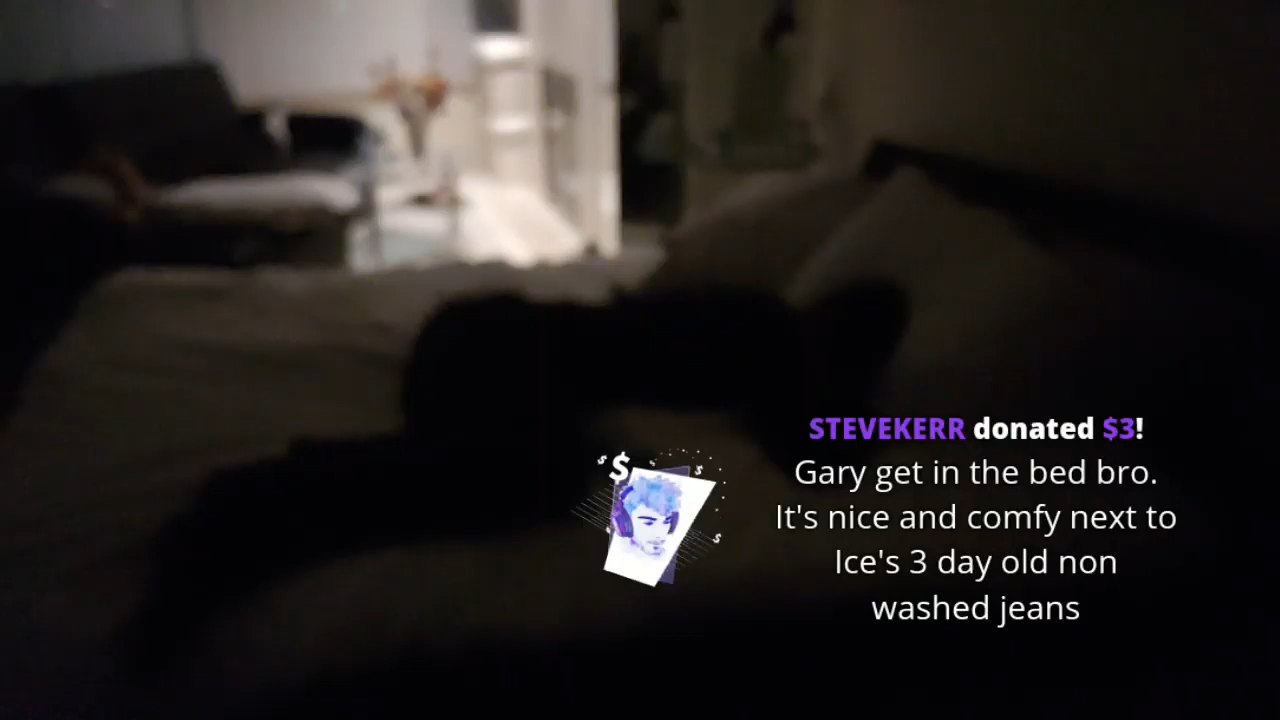 STEVEKERR donated $3!
Gary get in the bed bro.
It's nice and comfy next to
Ice's 3 day old non
washed jeans